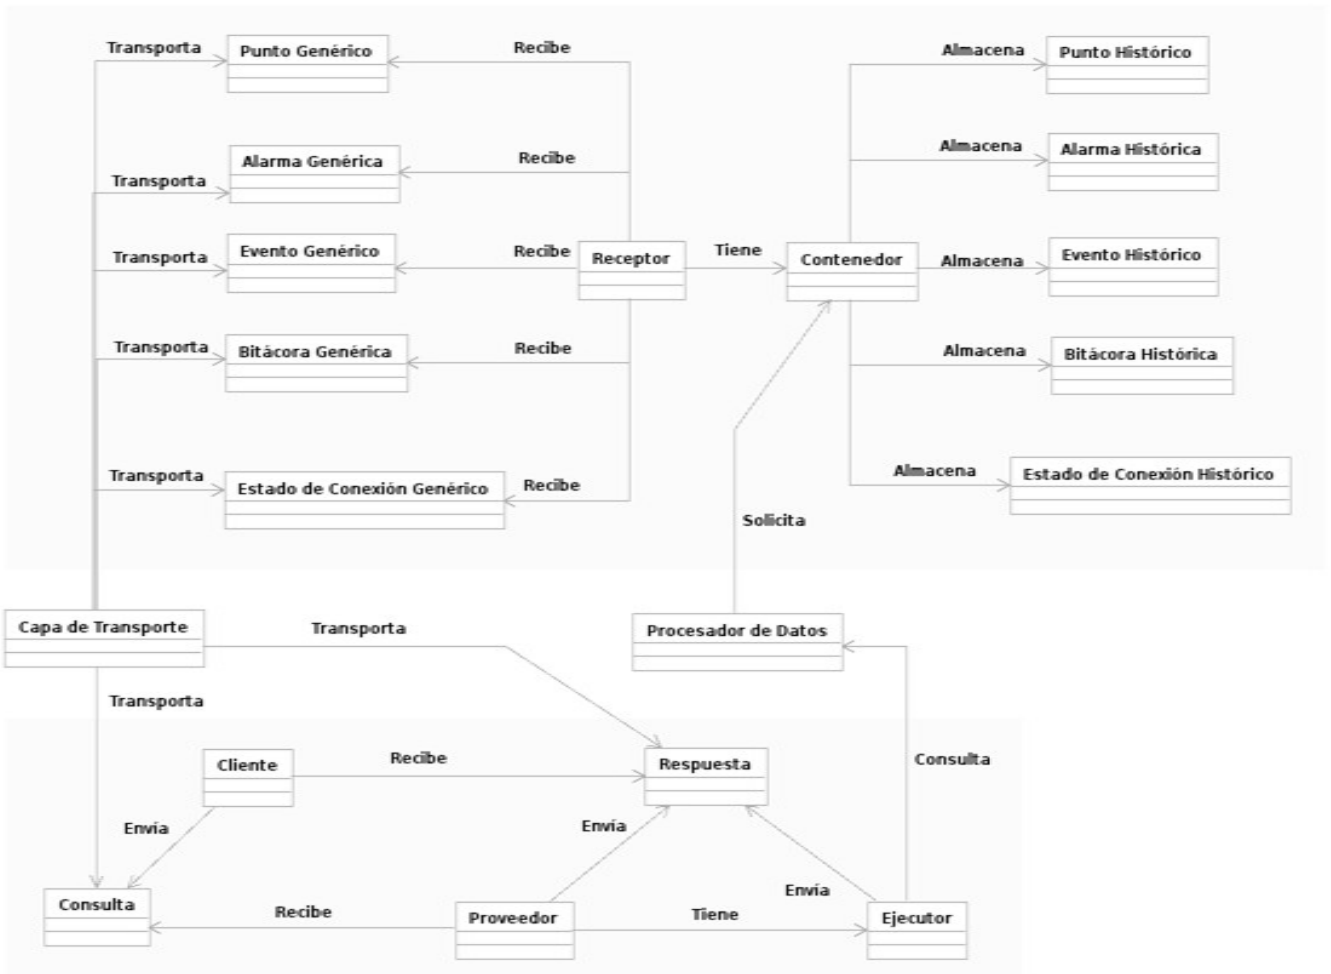 Transporta
Punto Genérico
Recibe
Almacena
Punto Histórico
Transporta
Alarma Genérica
Recibe
Almacena
Alarma Histórica
Transporta
Evento Genérico
Recibe
Receptor
Tiene
Contenedor
Almacena
Evento Histórico
Transporta
Bitácora Genérica
Recibe
Almacena
Bitácora Histórica
Transporta
Estado de Conexión Genérico
Recibe
Almacena
Estado de Conexión Histórico
Solicita
Capa de Transporte
Transporta
Procesador de Datos
Transporta
Cliente
Recibe
Respuesta
Consulta
Envía
Envía
Envía
Consulta
Recibe
Proveedor
Tiene
Ejecutor